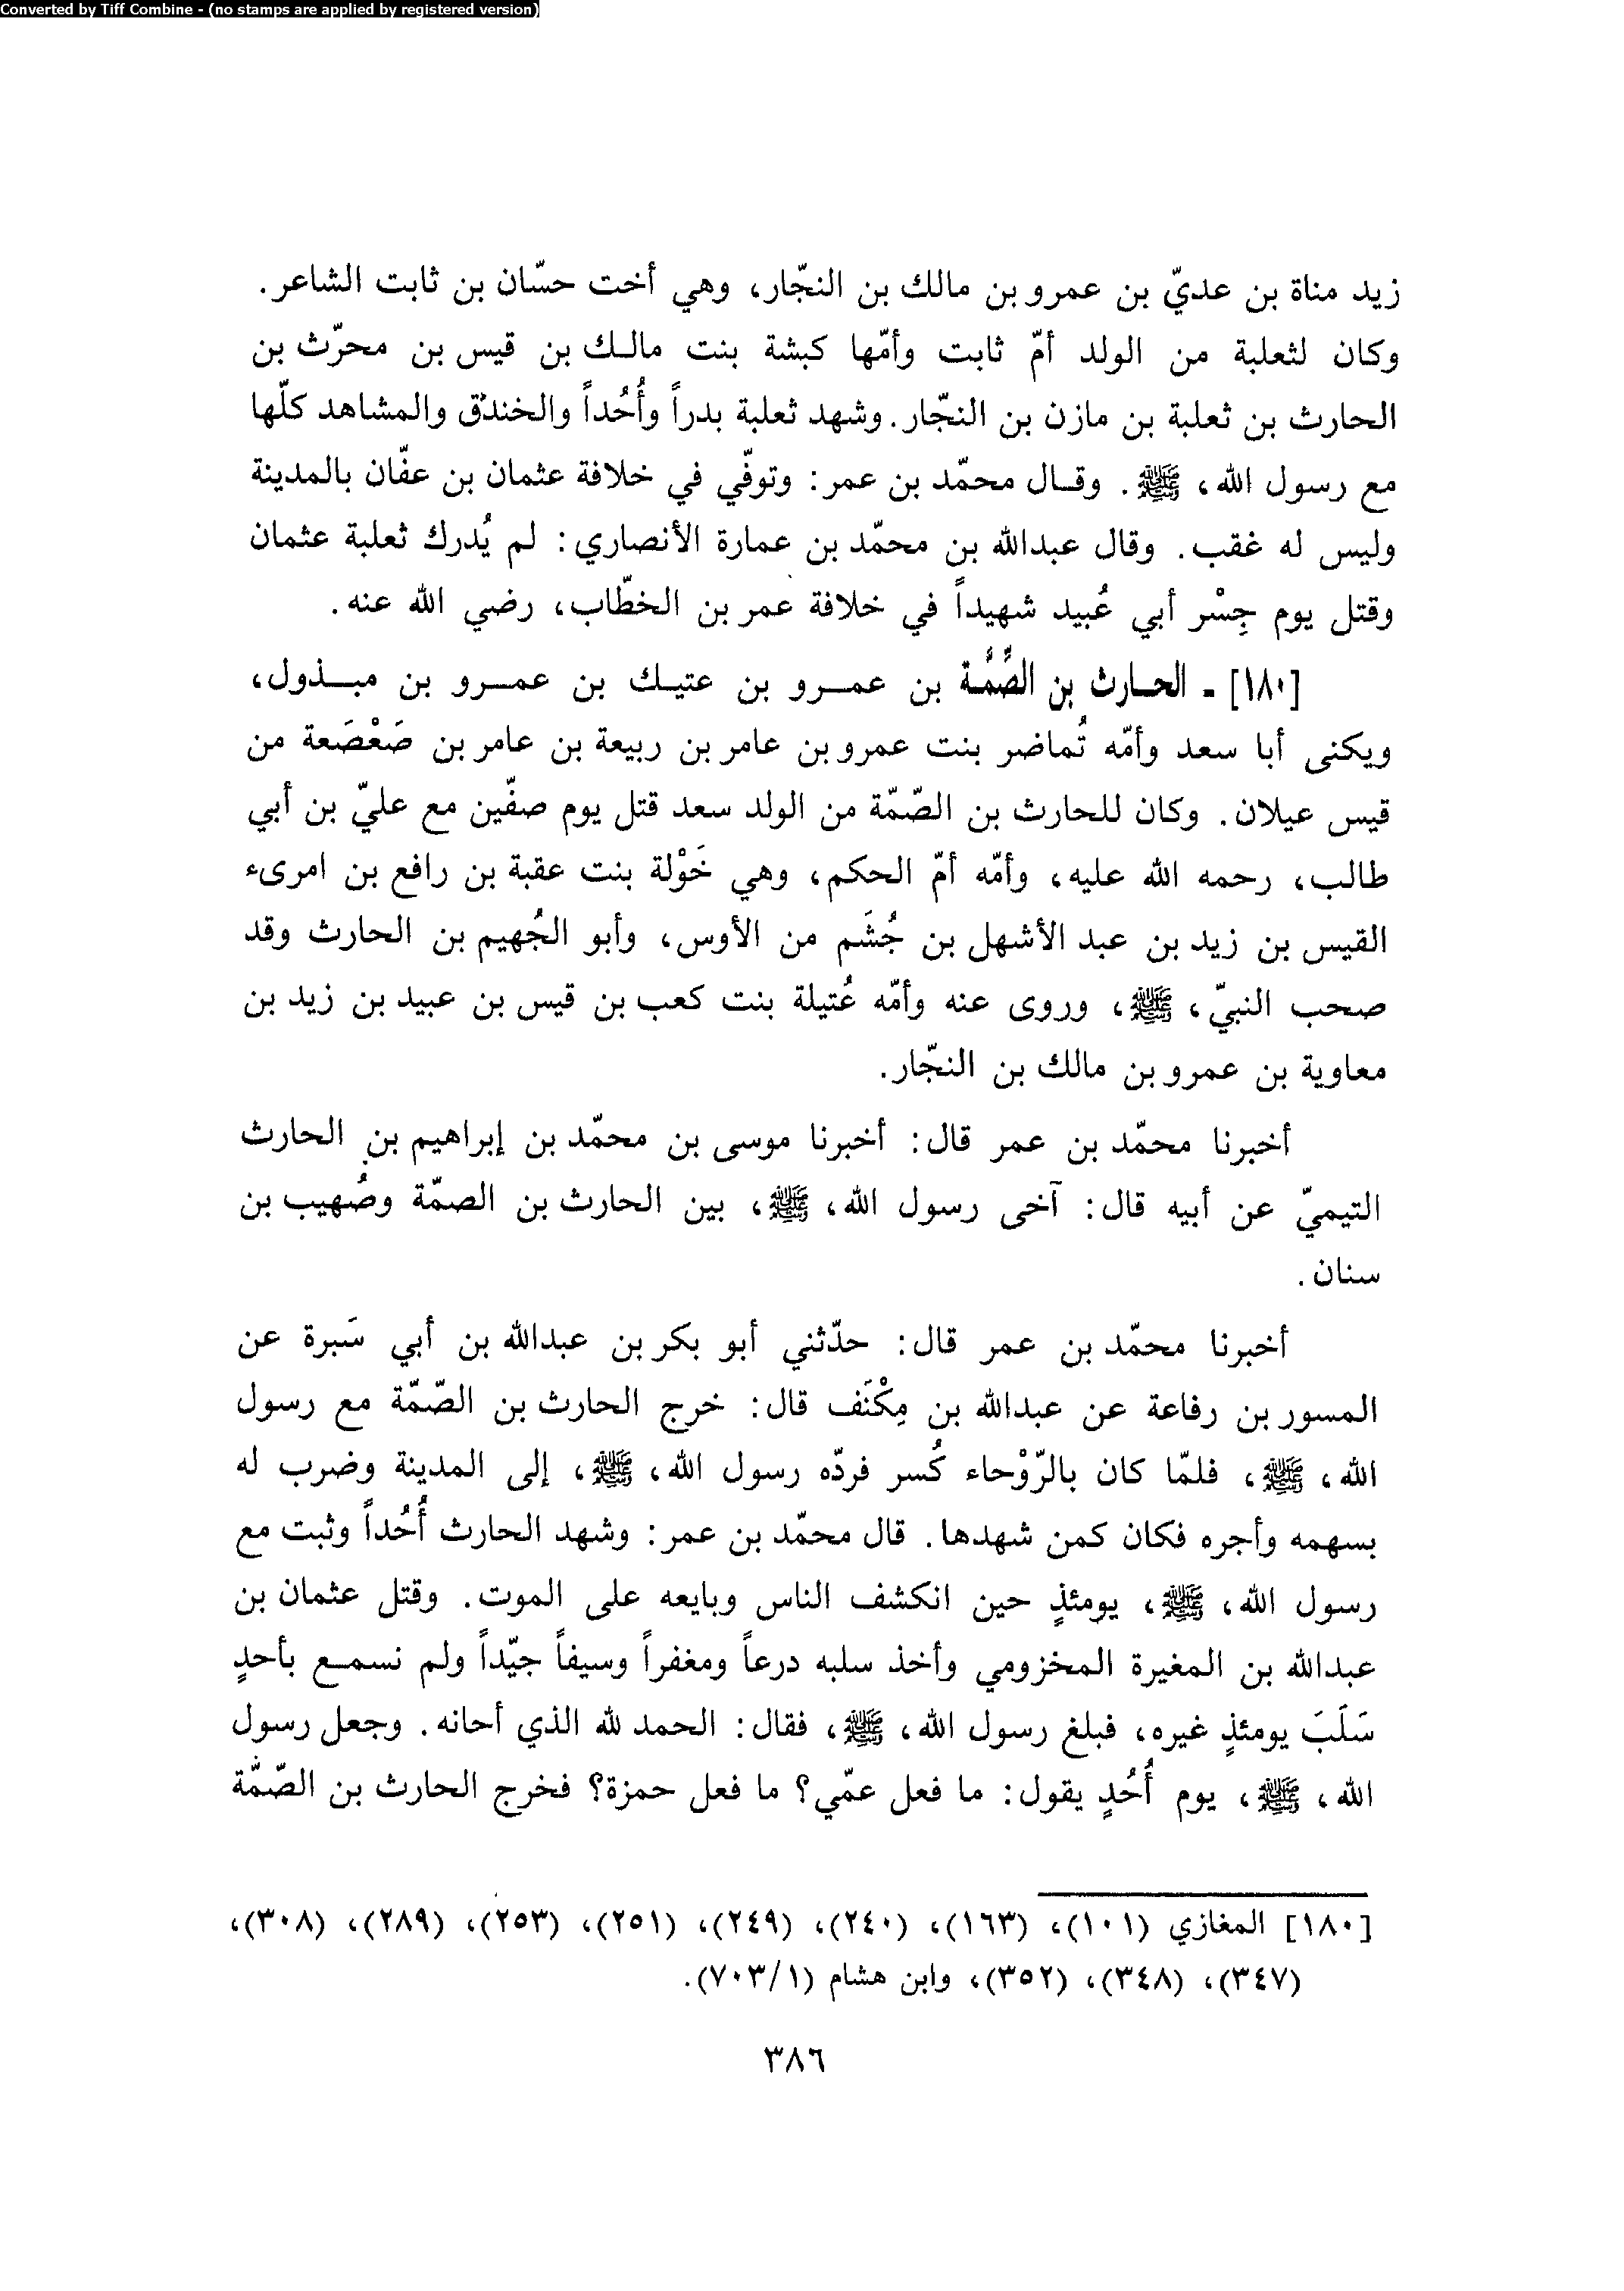 Converted by Tiff Combine - (no stamps are applied by registered version)
زيد مناة بن عديّ بن عمرو بن مالك بن النجّار، وهي أخت حسّان بن ثابت الشاعر.
وكان لثعلبة من الولد أمّ ثابت وأمّها كبشة بنت مالك بن قيس بن محرّث بن
الحارث بن ثعلبة بن مازن بن النجّار. وشهد ثعلبة بدراً وأُحُداً والخندق والمشاهد كلّها
مع رسول الله، ﷺ. وقال محمّد بن عمر: وتوفّي في خلافة عثمان بن عفّان بالمدينة
وليس له غقب. وقال عبدالله بن محمّد بن عمارة الأنصاري: لم يُدرك ثعلبة عثمان
وقتل يوم جِسْر أبي عُبيد شهيداً في خلافة عمر بن الخطّاب، رضي الله عنه.
[١٨٠] ـ الحارث بن الصِّمَّة بن عمرو بن عتيك بن عمرو بن مبذول،
ويكنى أبا سعد وأمّه تُماضر بنت عمرو بن عامر بن ربيعة بن عامر بن صَعْصَعة من
قيس عيلان. وكان للحارث بن الصّمّة من الولد سعد قتل يوم صفّين مع عليّ بن أبي
طالب، رحمه الله عليه، وأمّه أمّ الحكم، وهي خَوْلة بنت عقبة بن رافع بن امرىء
القيس بن زيد بن عبد الأشهل بن جُشَم من الأوس، وأبو الجُهيم بن الحارث وقد
صحب النبيّ، ﷺ، وروى عنه وأمّه عُتيلة بنت كعب بن قيس بن عبيد بن زيد بن
معاوية بن عمرو بن مالك بن النجّار.
أخبرنا محمّد بن عمر قال: أخبرنا موسى بن محمّد بن إبراهيم بن الحارث
التيميّ عن أبيه قال: آخى رسول الله، ﷺ، بين الحارث بن الصمّة وصُهيب بن
سنان.
أخبرنا محمّد بن عمر قال: حدّثني أبو بكر بن عبدالله بن أبي سَبرة عن
المسور بن رفاعة عن عبدالله بن مِكْنَف قال: خرج الحارث بن الصّمّة مع رسول
الله، ﷺ، فلمّا كان بالرّوْحاء كُسر فردّه رسول الله، ﷺ، إلى المدينة وضرب له
بسهمه وأجره فكان كمن شهدها. قال محمّد بن عمر: وشهد الحارث أُحُداً وثبت مع
رسول الله، ﷺ، يومئذٍ حين انكشف الناس وبايعه على الموت. وقتل عثمان بن
عبدالله بن المغيرة المخزومي وأخذ سلبه درعاً ومغفراً وسيفاً جيّداً ولم نسمع بأحدٍ
سَلَبَ يومئذٍ غيره، فبلغ رسول الله، ﷺ، فقال: الحمد لله الذي أحانه. وجعل رسول
الله، ﷺ، يوم أُحُدٍ يقول: ما فعل عمّي؟ ما فعل حمزة؟ فخرج الحارث بن الصّمّة
[١٨٠] المغازي (١٠١)، (١٦٣)، (٢٤٠)، (٢٤٩)، (٢٥١)، (٢٥٣)، (٢٨٩)، (٣٠٨)،
(٣٤٧)، (٣٤٨)، (٣٥٢)، وابن هشام (٧٠٣/١).
٣٨٦